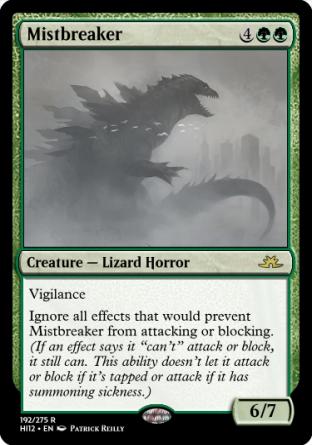 Mistbreaker 4
Creature — Lizard Horror
Vigilance
Ignore all effects that would prevent
Mistbreaker from attacking or blocking.
(If an effect says it “can’t” attack or block,
it still can. This ability doesn’t let it attack
or block if it’s tapped or attack if it has
summoning sickness.)
6/7
192/275 R
HI12 • EN Patrick Reilly